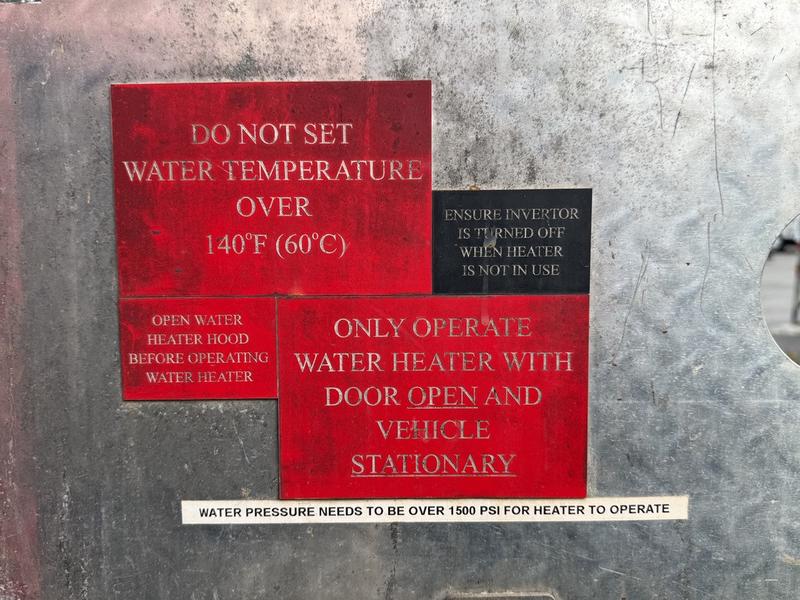 DO NOT SET
WATER TEMPERATURE
OVER
140°F (60°C)
ENSURE INVERTOR
IS TURNED OFF
WHEN HEATER
IS NOT IN USE
OPEN WATER
HEATER HOOD
BEFORE OPERATING
WATER HEATER
ONLY OPERATE
WATER HEATER WITH
DOOR OPEN AND
VEHICLE
STATIONARY
WATER PRESSURE NEEDS TO BE OVER 1500 PSI FOR HEATER TO OPERATE